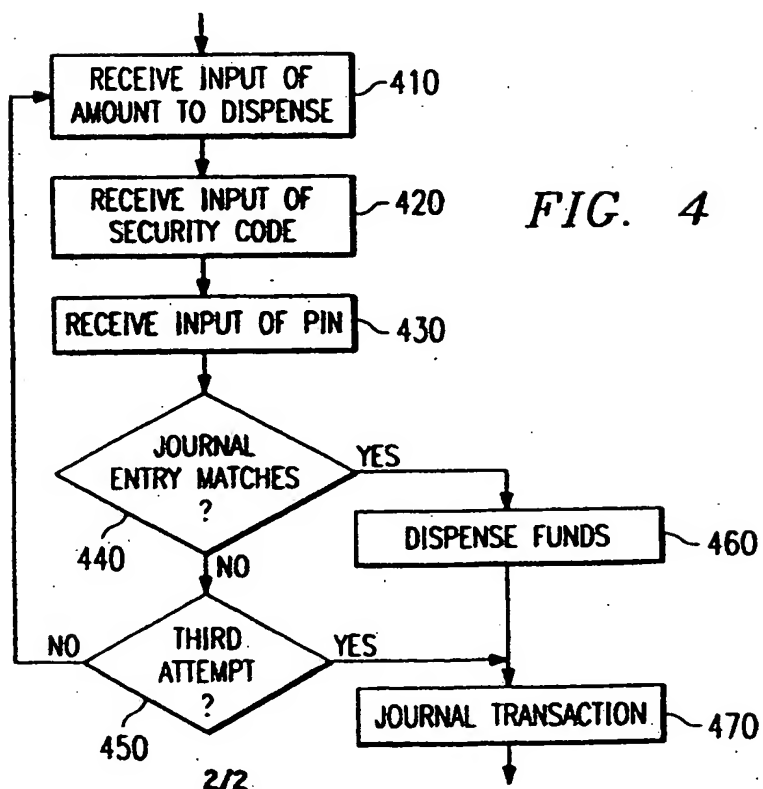 RECEIVE INPUT OF
AMOUNT TO DISPENSE
410
RECEIVE INPUT OF
SECURITY CODE
420
FIG. 4
RECEIVE INPUT OF PIN
430
JOURNAL
ENTRY MATCHES
?
YES
440
NO
DISPENSE FUNDS
460
NO
THIRD
ATTEMPT
?
YES
450
JOURNAL TRANSACTION
470
2/2